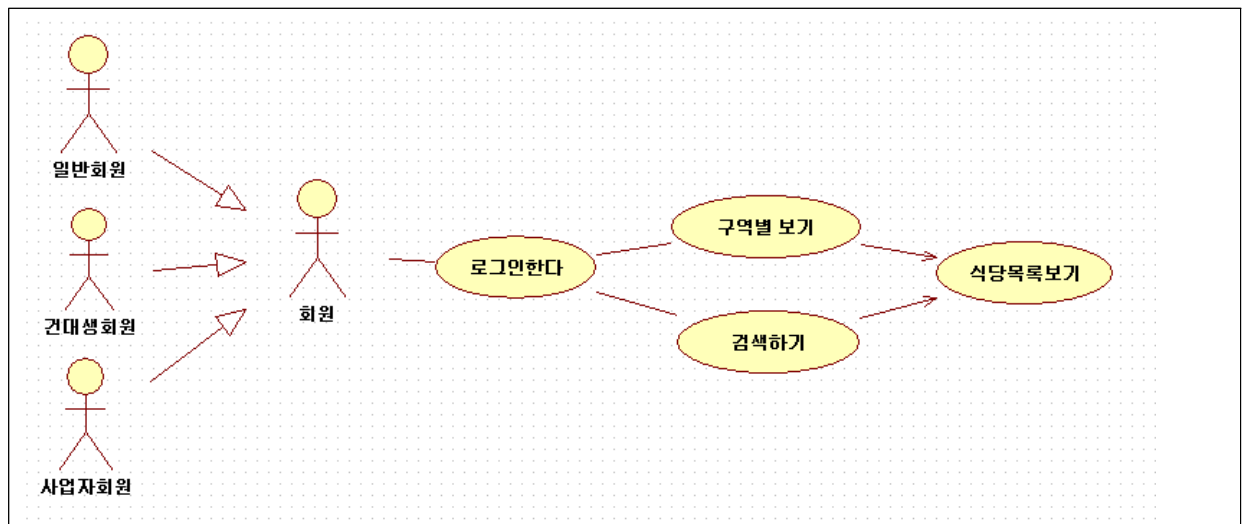 일반회원
건대생회원
사업자회원
회원
로그인한다
구역별 보기
검색하기
식당목록보기